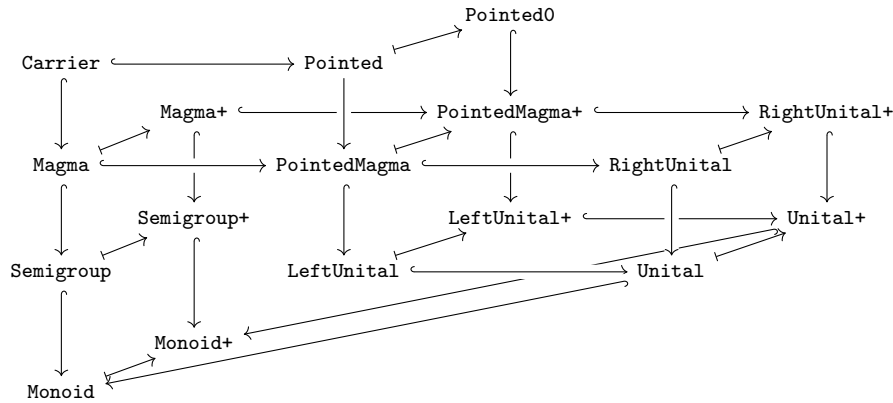 Pointed0
Carrier Pointed
Magma+ PointedMagma+ RightUnital+
Magma PointedMagma RightUnital
Semigroup+ LeftUnital+ Unital+
Semigroup LeftUnital Unital
Monoid+
Monoid